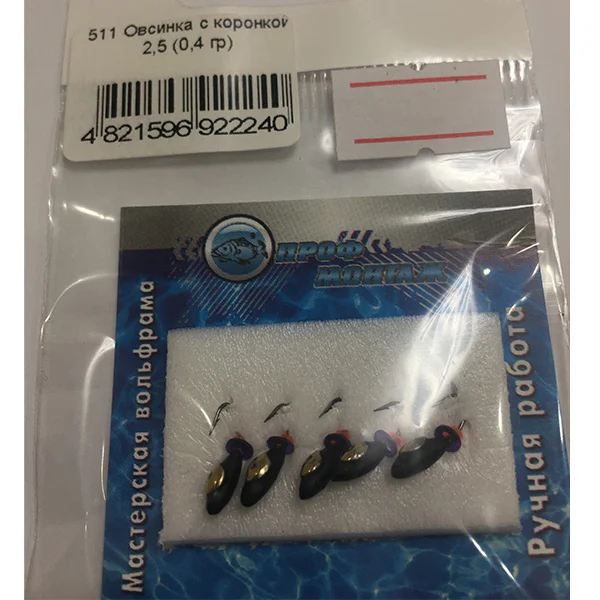 511 Овсинка с коронкой
2,5 (0,4 гр)
4 821596 922240
ПРОФ
МОНТАЖ
Мастерская вольфрама
Ручная работа